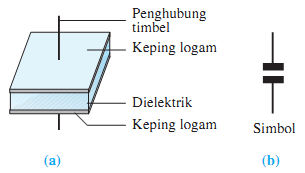 Penghubung
timbel
Keping logam
Dielektrik
Keping logam
Simbol
(a)
(b)